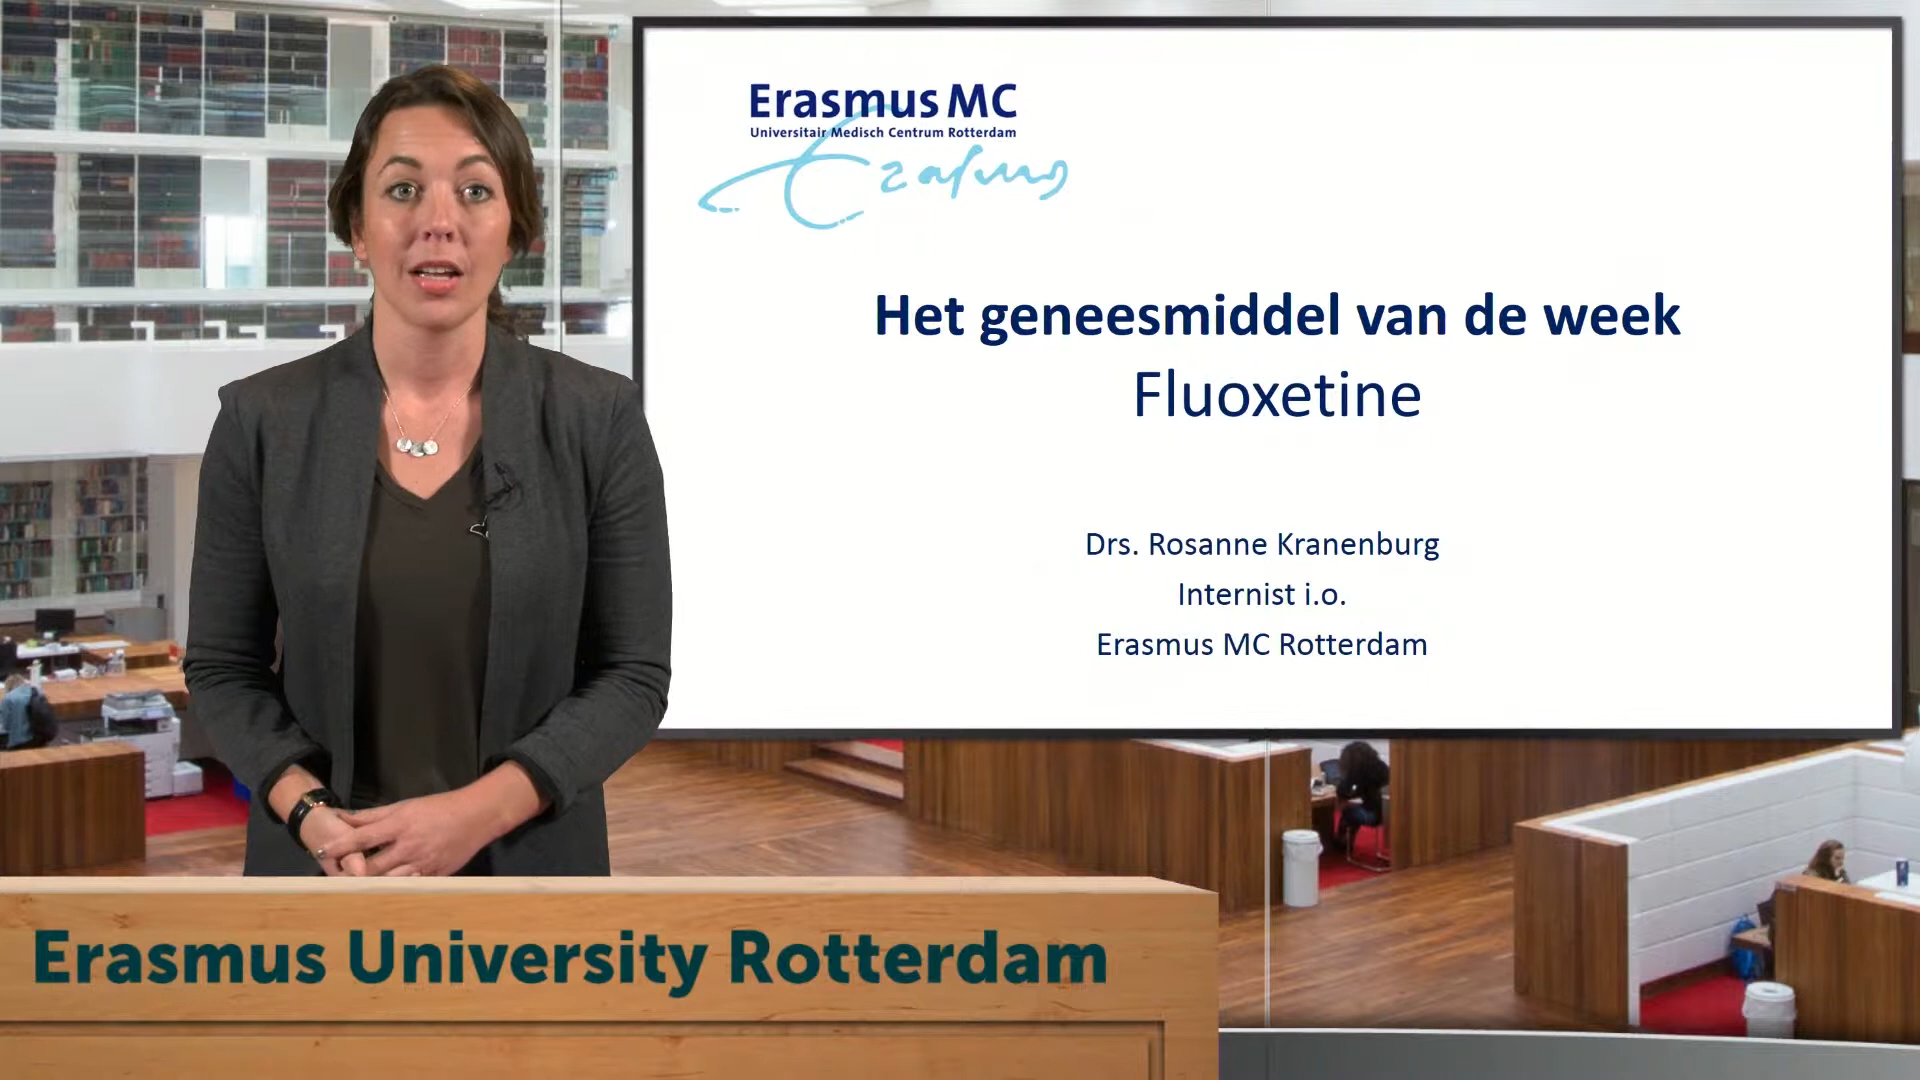 Erasmus MC
Universitair Medisch Centrum Rotterdam
Erasmus
Het geneesmiddel van de week
Fluoxetine
Drs. Rosanne Kranenburg
Internist i.o.
Erasmus MC Rotterdam
Erasmus University Rotterdam